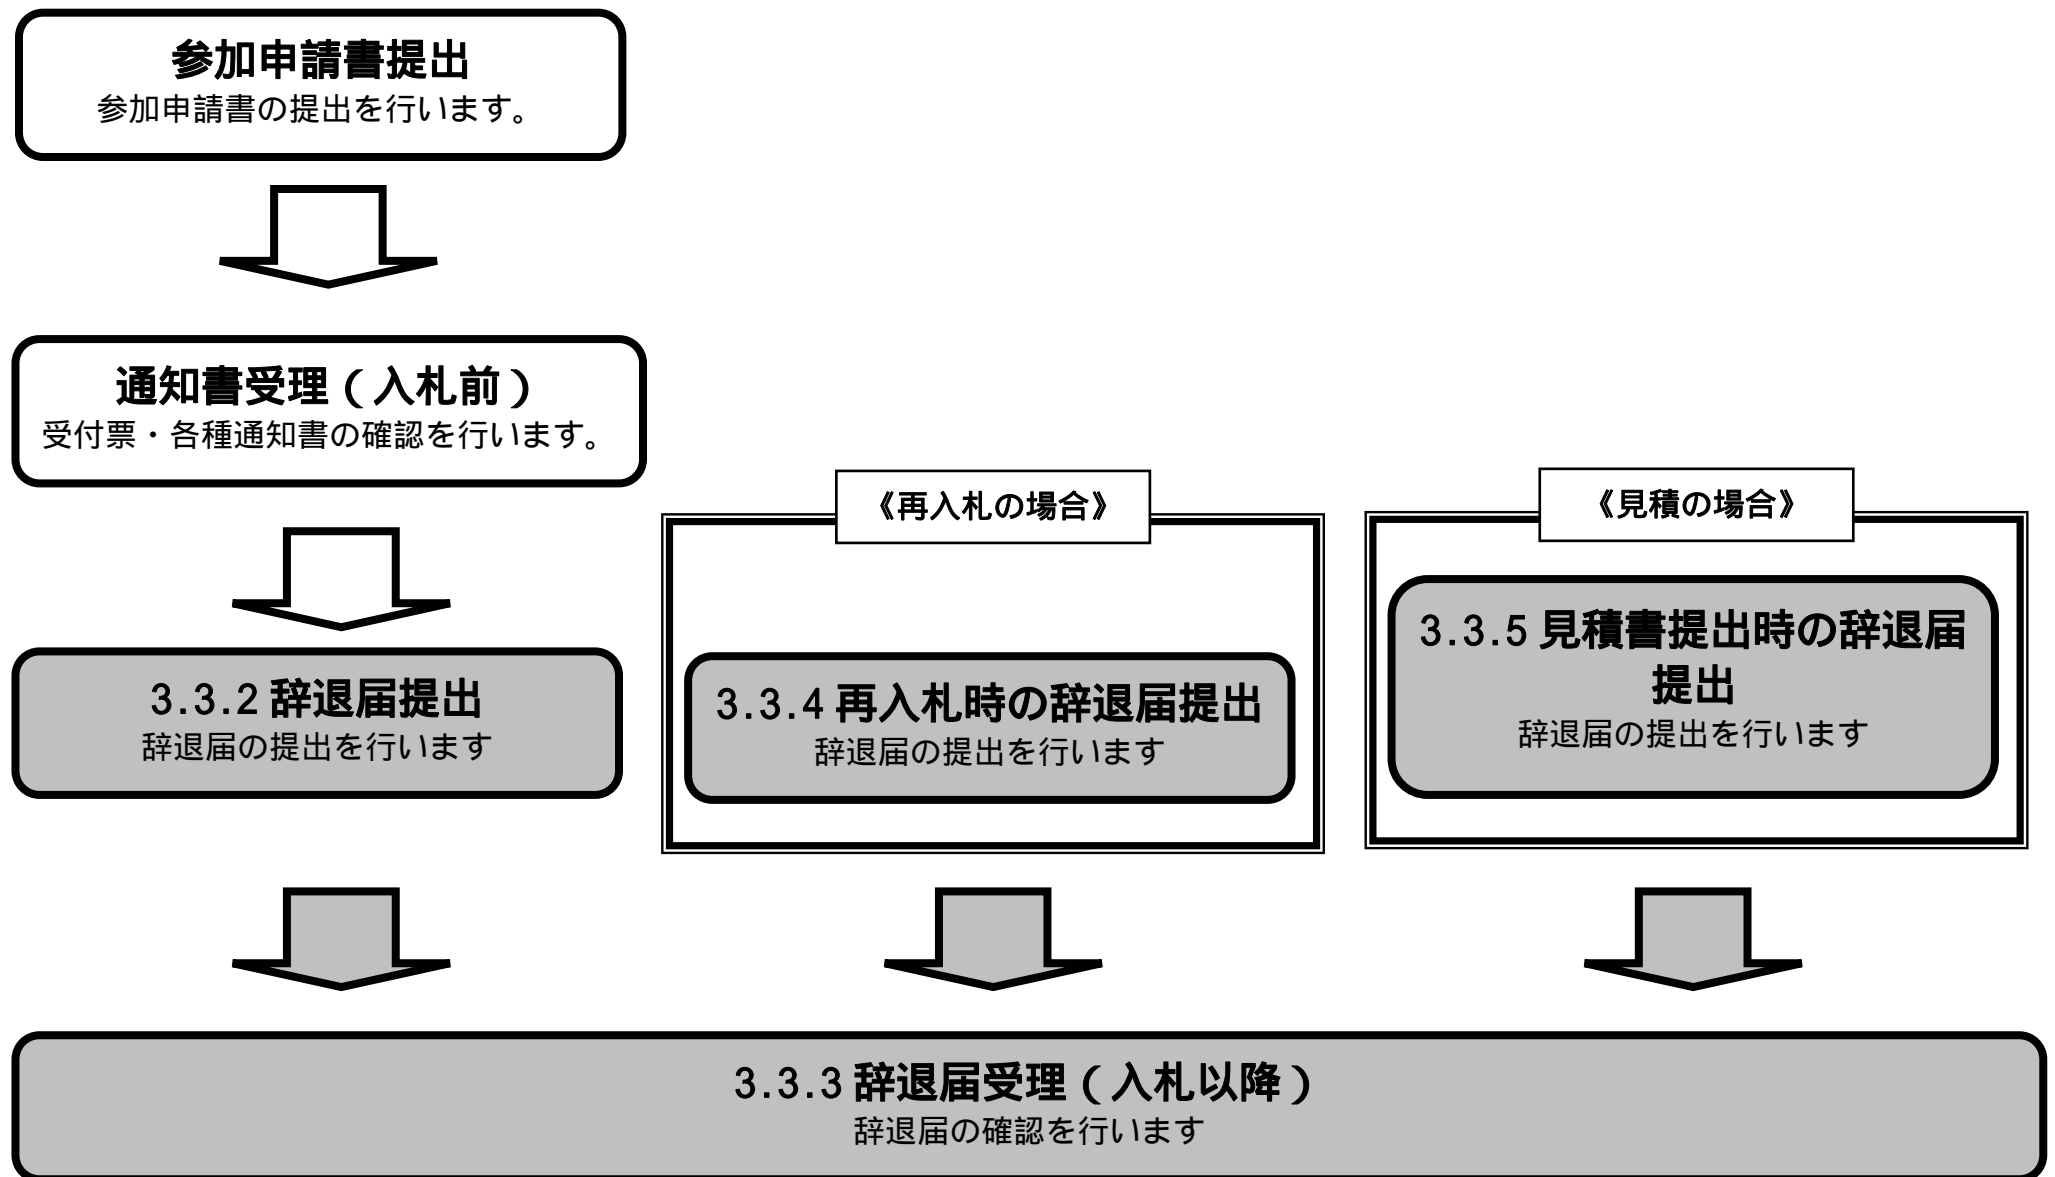 参加申請書提出
参加申請書の提出を行います。
通知書受理（入札前）
受付票・各種通知書の確認を行います。
3.3.2 辞退届提出
辞退届の提出を行います
《再入札の場合》
3.3.4 再入札時の辞退届提出
辞退届の提出を行います
《見積の場合》
3.3.5 見積書提出時の辞退届
提出
辞退届の提出を行います
3.3.3 辞退届受理（入札以降）
辞退届の確認を行います